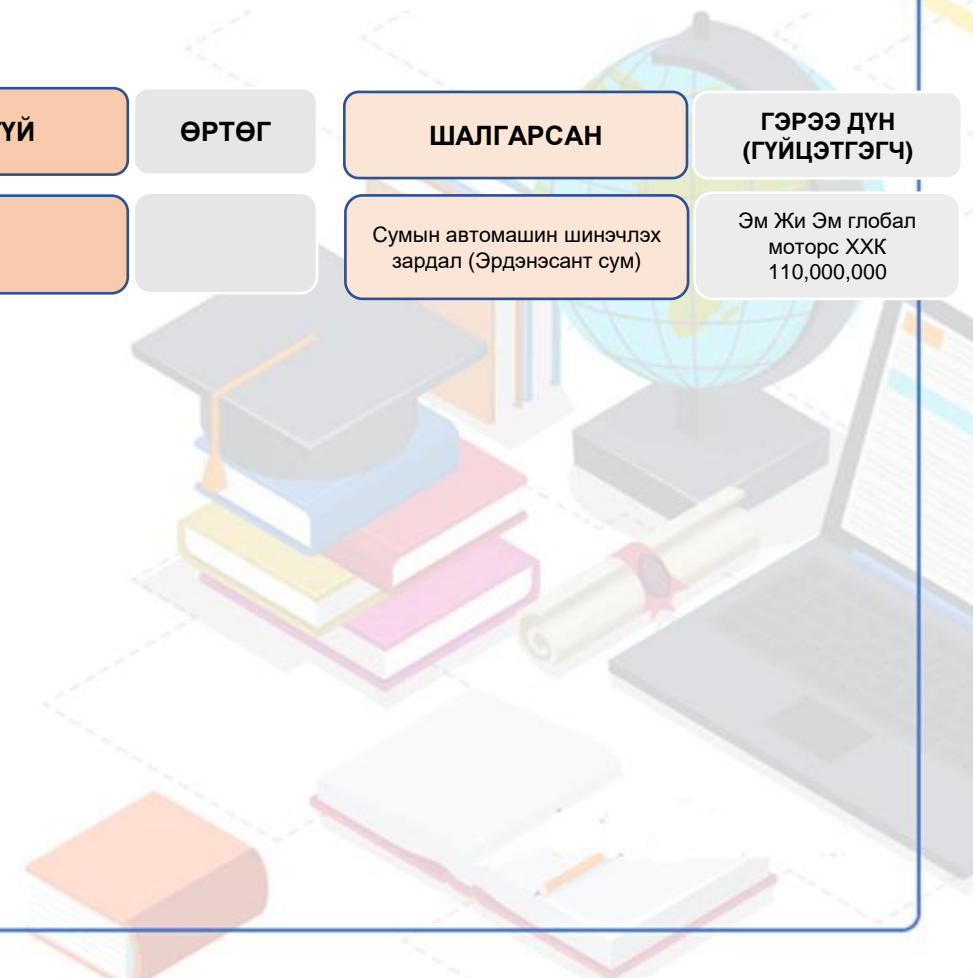 ҮЙ
ӨРТӨГ
ШАЛГАРСАН
ГЭРЭЭ ДҮН
(ГҮЙЦЭТГЭГЧ)
Сумын автомашин шинэчлэх
зардал (Эрдэнэсант сум)
Эм Жи Эм глобал
моторс ХХК
110,000,000